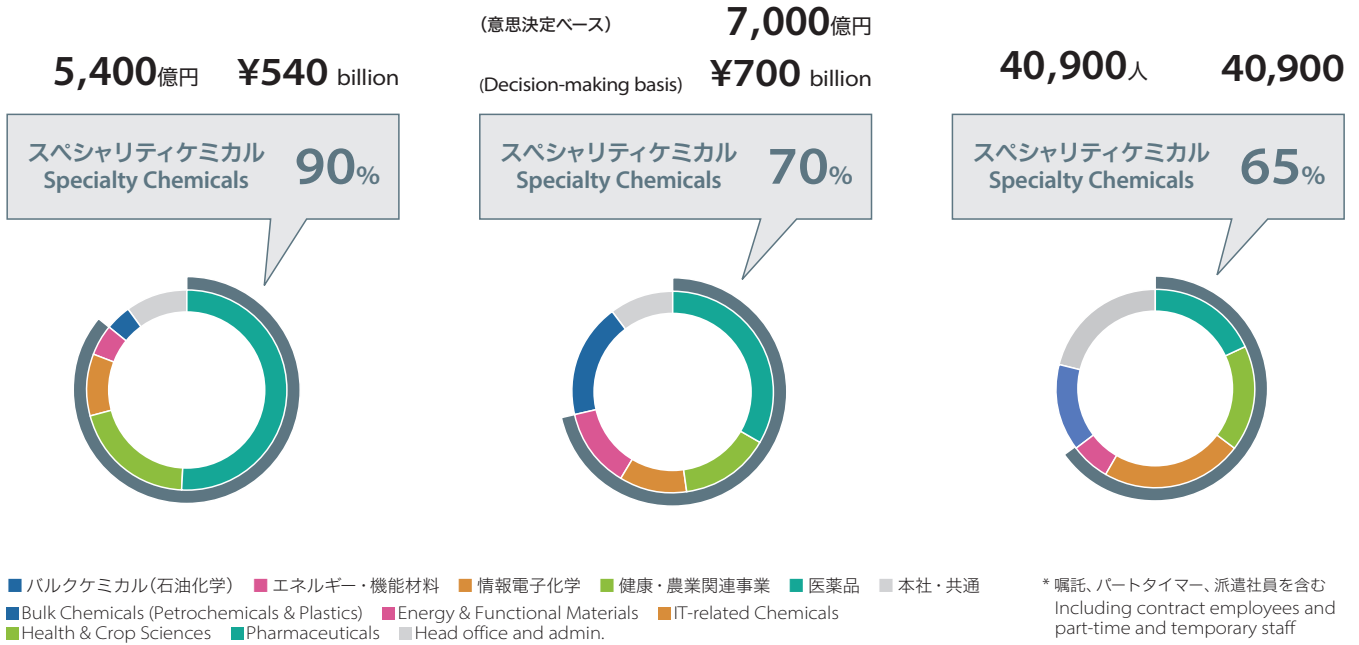 5,400億円 ¥540 billion
(意思決定ベース) 7,000億円
(Decision-making basis) ¥700 billion
40,900人 40,900
スペシャリティケミカル
Specialty Chemicals 90%
スペシャリティケミカル
Specialty Chemicals 70%
スペシャリティケミカル
Specialty Chemicals 65%
バルクケミカル(石油化学) エネルギー・機能材料 情報電子化学 健康・農業関連事業 医薬品 本社・共通
Bulk Chemicals (Petrochemicals & Plastics) Energy & Functional Materials IT-related Chemicals
Health & Crop Sciences Pharmaceuticals Head office and admin.
* 嘱託、パートタイマー、派遣社員を含む
Including contract employees and
part-time and temporary staff